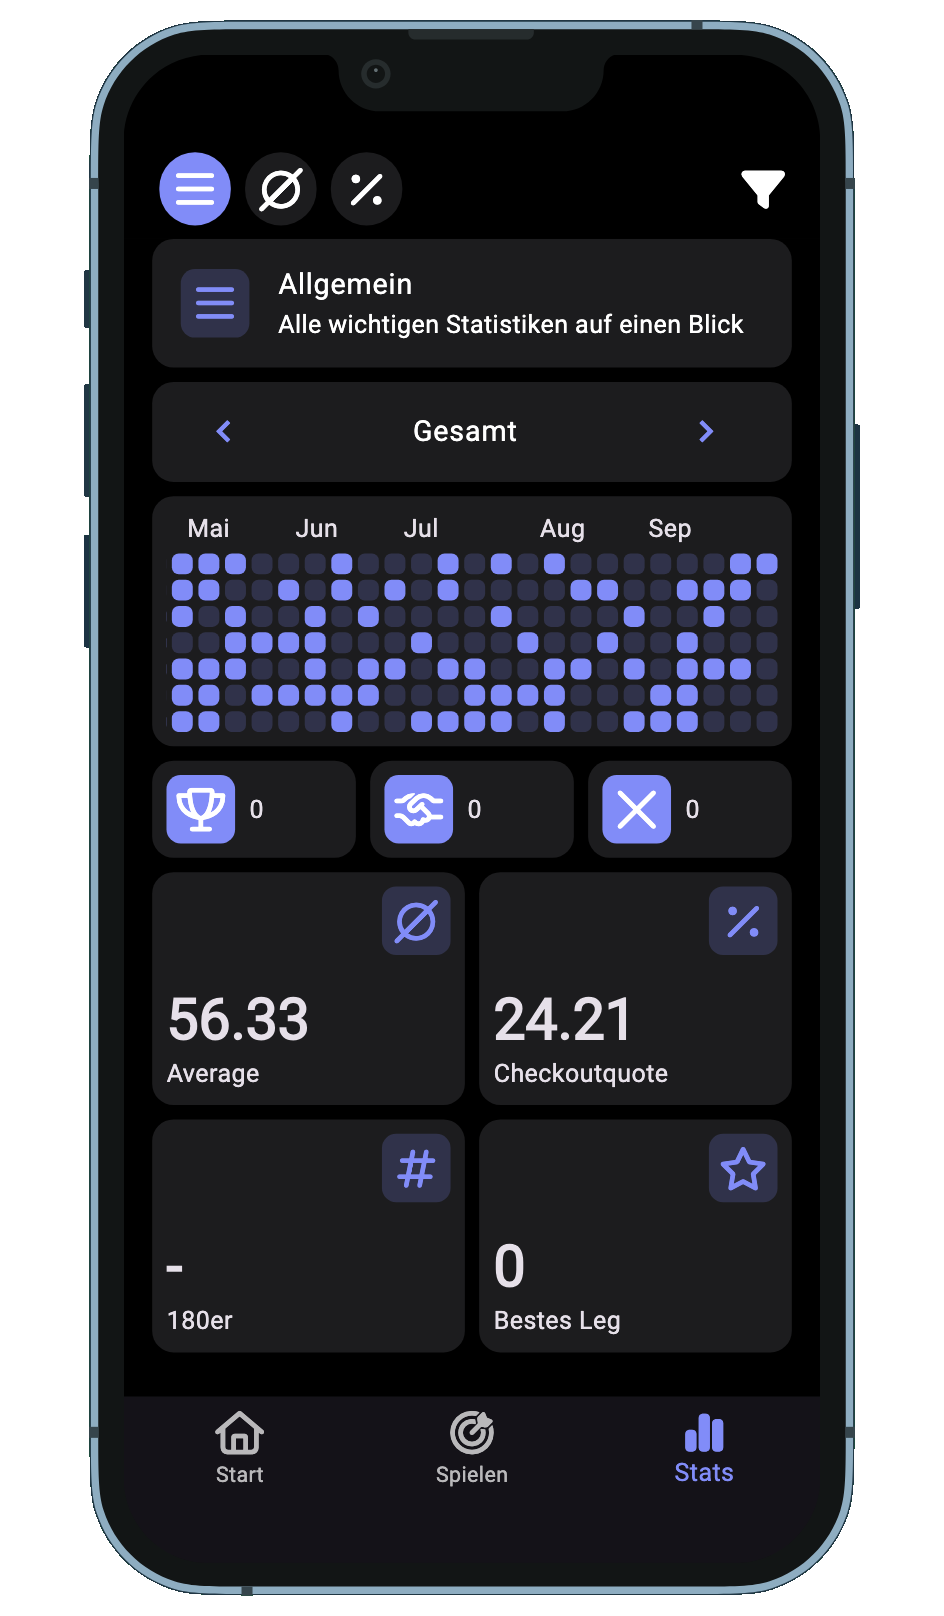 Allgemein
Alle wichtigen Statistiken auf einen Blick
Gesamt
Mai Jun Jul Aug Sep
0 0 0
56.33 24.21
Average Checkoutquote
- 0
180er Bestes Leg
Start Spielen Stats